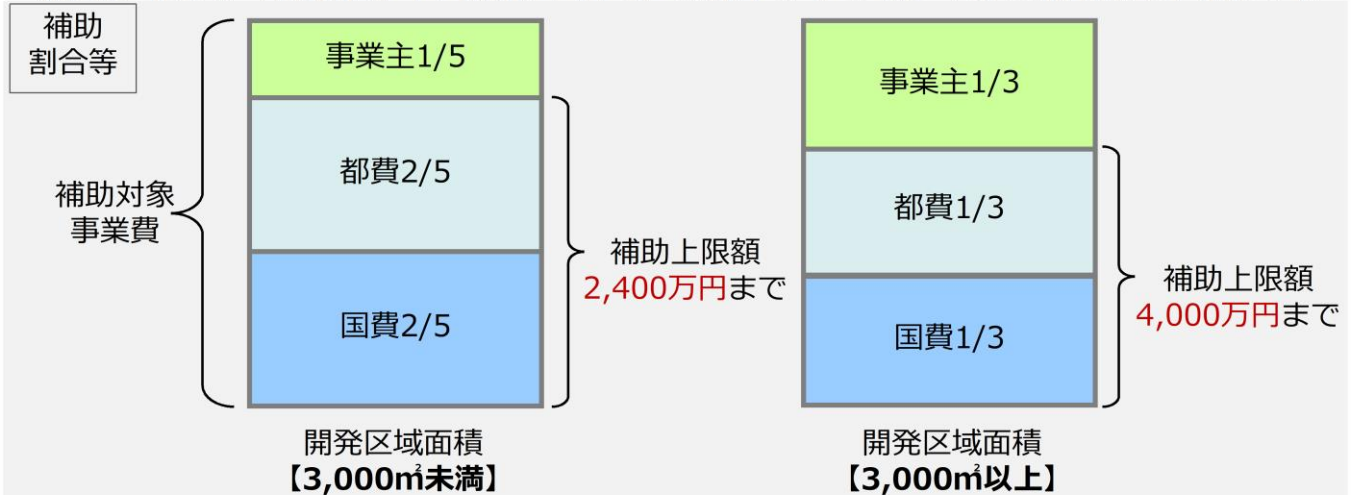 補助
割合等
補助対象
事業費
事業主1/5
都費2/5
国費2/5
補助上限額
2,400万円まで
開発区域面積
【3,000㎡未満】
事業主1/3
都費1/3
国費1/3
補助上限額
4,000万円まで
開発区域面積
【3,000㎡以上】